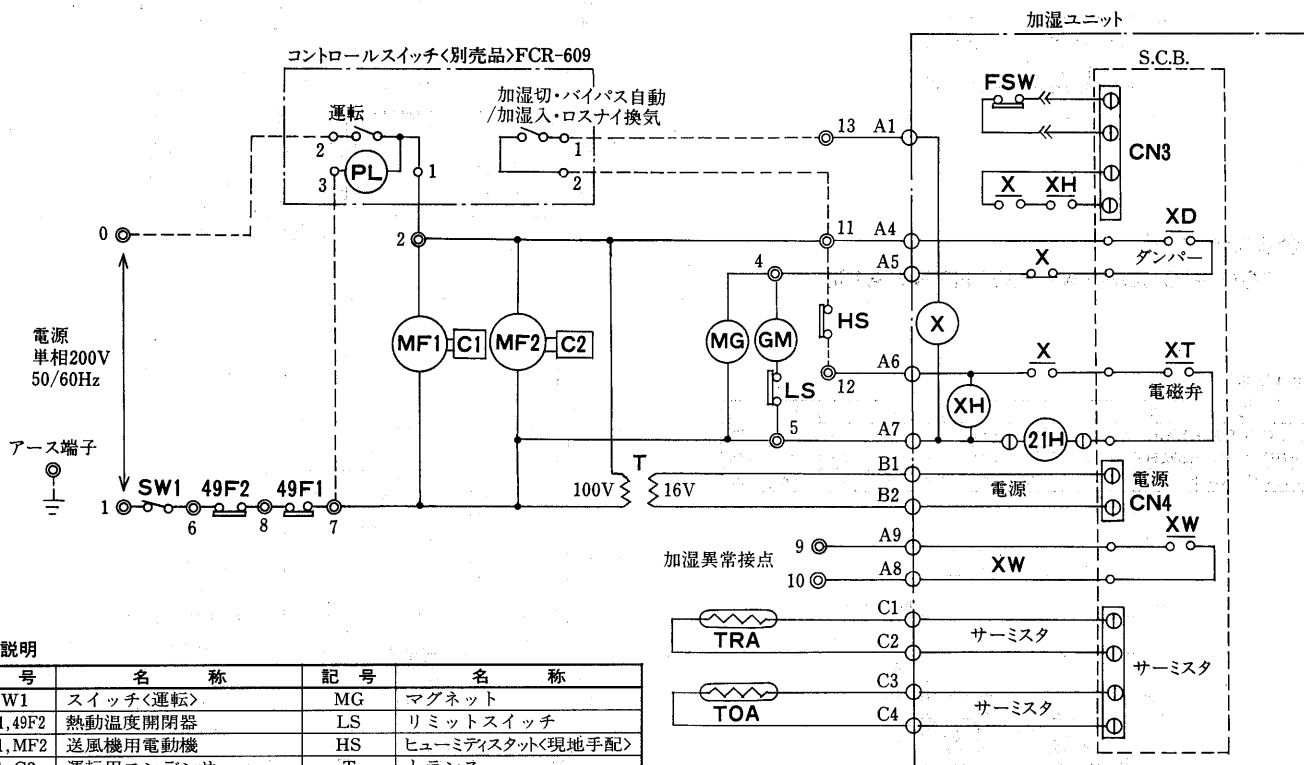 加湿ユニット
コントロールスイッチ<別売品>FCR-609
S.C.B.
運転
加湿切・バイパス自動
/加湿入・ロスナイ換気
FSW
2
1
13 A1
CN3
3
PL
1
2
X XH
0
2
11 A4
XD
ダンパー
4
A5
X
電源
単相200V
50/60Hz
MF1
C1
MF2
C2
MG
GM
HS
X
LS
12
A6
X
XT
電磁弁
XH
アース端子
5
A7
21H
T
100V
16V
B1
電源
電源
CN4
B2
1
SW1
6
49F2
8
49F1
7
加湿異常接点
9
A9
XW
XW
10
A8
TRA
C1
サーミスタ
C2
サーミスタ
TOA
C3
サーミスタ
C4
説明
号 名 称 記 号 名 称
W1 スイッチ<運転> MG マグネット
1,49F2 熱動温度開閉器 LS リミットスイッチ
1,MF2 送風機用電動機 HS ヒューミディスタット<現地手配>